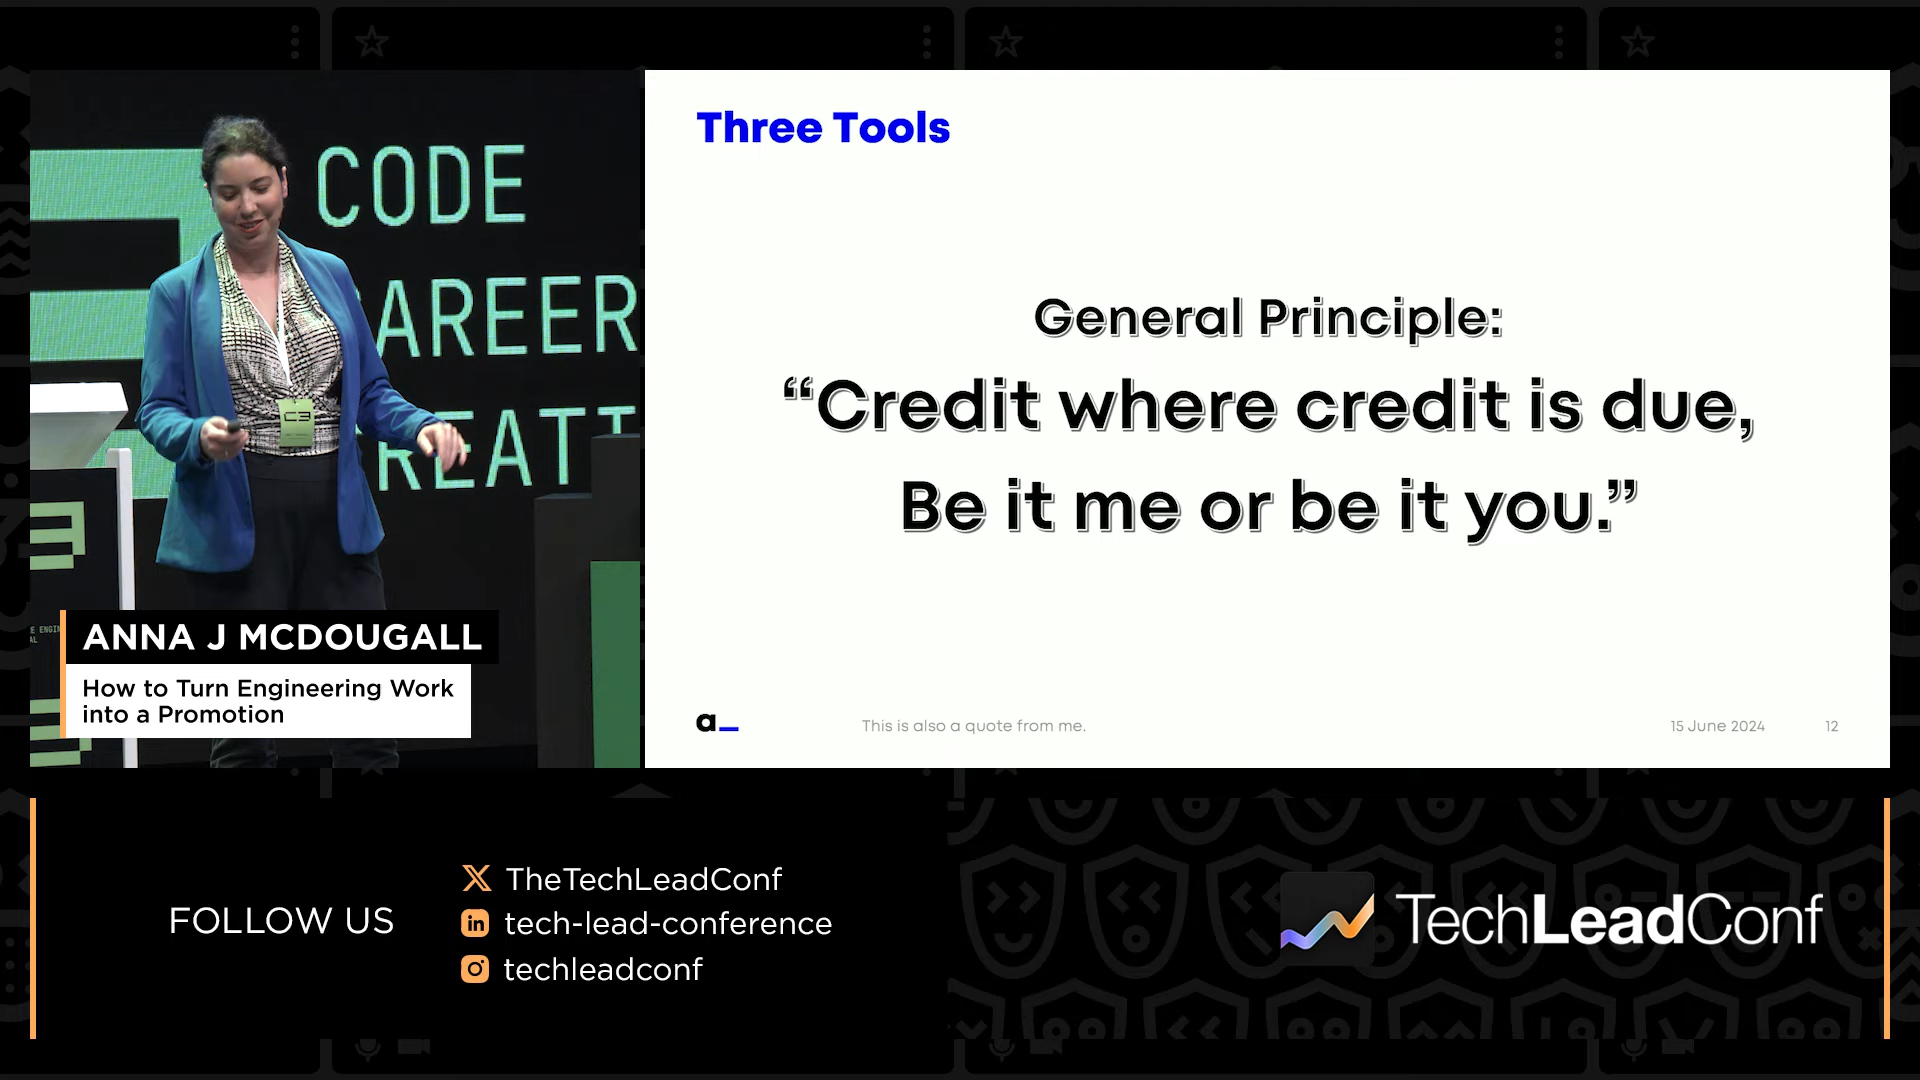 CODE
CAREER
C3
ANNA J MCDOUGALL
How to Turn Engineering Work
into a Promotion
Three Tools
General Principle:
“Credit where credit is due,
Be it me or be it you.”
a_
This is also a quote from me.
15 June 2024
12
FOLLOW US
TheTechLeadConf
tech-lead-conference
techleadconf
TechLeadConf